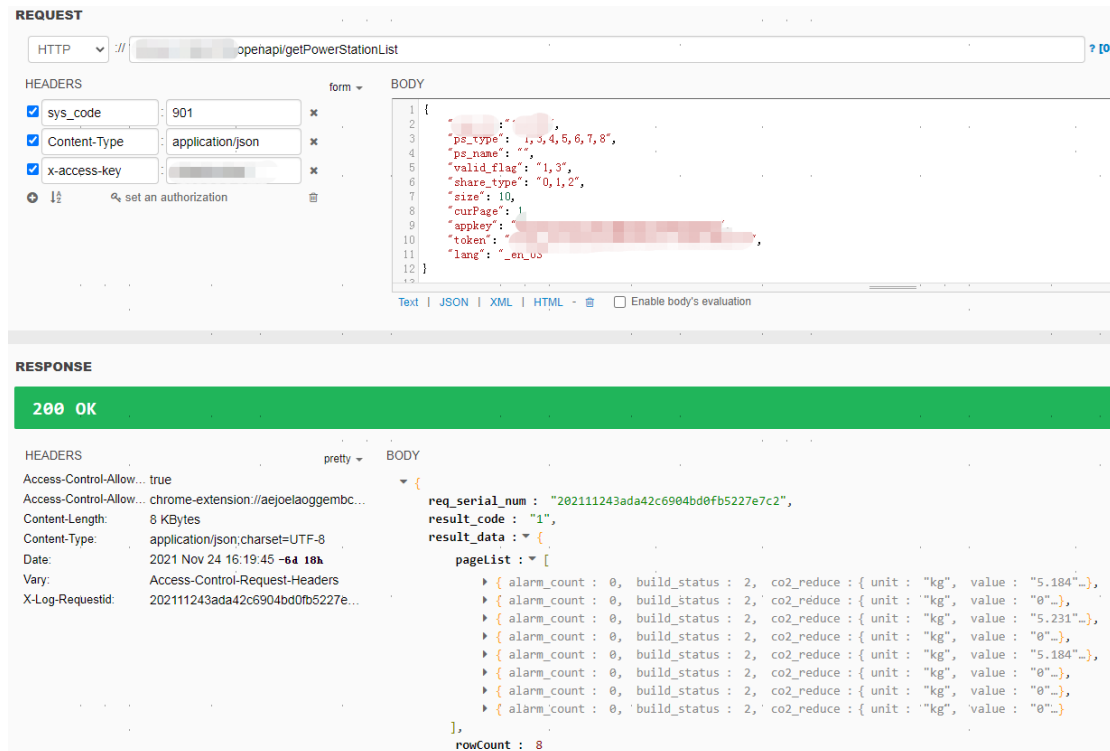 REQUEST
HTTP :// openapi/getPowerStationList ? [0
HEADERS form BODY
sys_code : 901
Content-Type : application/json
x-access-key :
set an authorization
1 {
2 " :" ",
3 "ps_type": "1,3,4,5,6,7,8",
4 "ps_name": "",
5 "valid_flag": "1,3",
6 "share_type": "0,1,2",
7 "size": 10,
8 "curPage": 1
9 "appkey": "
10 "token": " ",
11 "lang": "_en_US"
12 }
13
Text | JSON | XML | HTML - Enable body's evaluation
RESPONSE
200 OK
HEADERS pretty
Access-Control-Allow... true
Access-Control-Allow... chrome-extension://aejoelaoggembc...
Content-Length: 8 KBytes
Content-Type: application/json;charset=UTF-8
Date: 2021 Nov 24 16:19:45 -6d 18h
Vary: Access-Control-Request-Headers
X-Log-Requestid: 202111243ada42c6904bd0fb5227e...
BODY
{
req_serial_num : "202111243ada42c6904bd0fb5227e7c2",
result_code : "1",
result_data : {
pageList : [
{ alarm_count : 0, build_status : 2, co2_reduce : { unit : "kg", value : "5.184"…},
{ alarm_count : 0, build_status : 2, co2_reduce : { unit : "kg", value : "0"…},
{ alarm_count : 0, build_status : 2, co2_reduce : { unit : "kg", value : "5.231"…},
{ alarm_count : 0, build_status : 2, co2_reduce : { unit : "kg", value : "0"…},
{ alarm_count : 0, build_status : 2, co2_reduce : { unit : "kg", value : "5.184"…},
{ alarm_count : 0, build_status : 2, co2_reduce : { unit : "kg", value : "0"…},
{ alarm_count : 0, build_status : 2, co2_reduce : { unit : "kg", value : "0"…},
{ alarm_count : 0, build_status : 2, co2_reduce : { unit : "kg", value : "0"…}
],
rowCount : 8